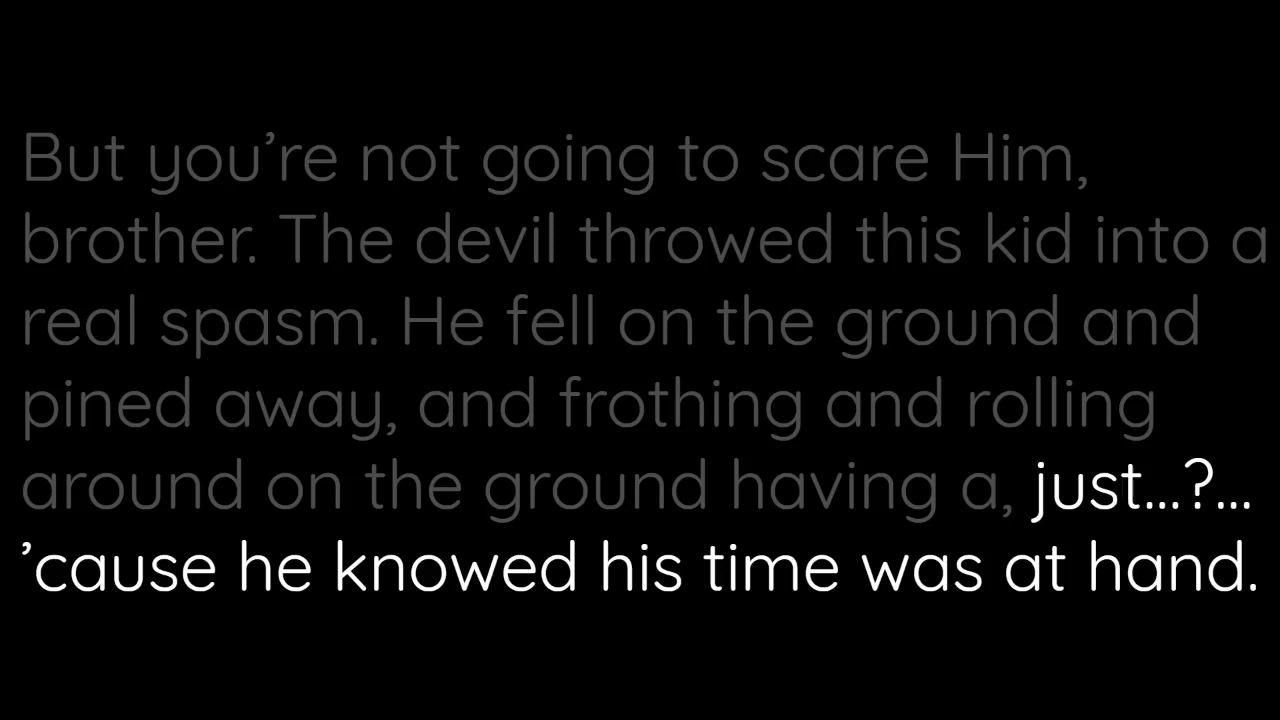 But you’re not going to scare Him,
brother. The devil throwed this kid into a
real spasm. He fell on the ground and
pined away, and frothing and rolling
around on the ground having a, just...?...
’cause he knowed his time was at hand.